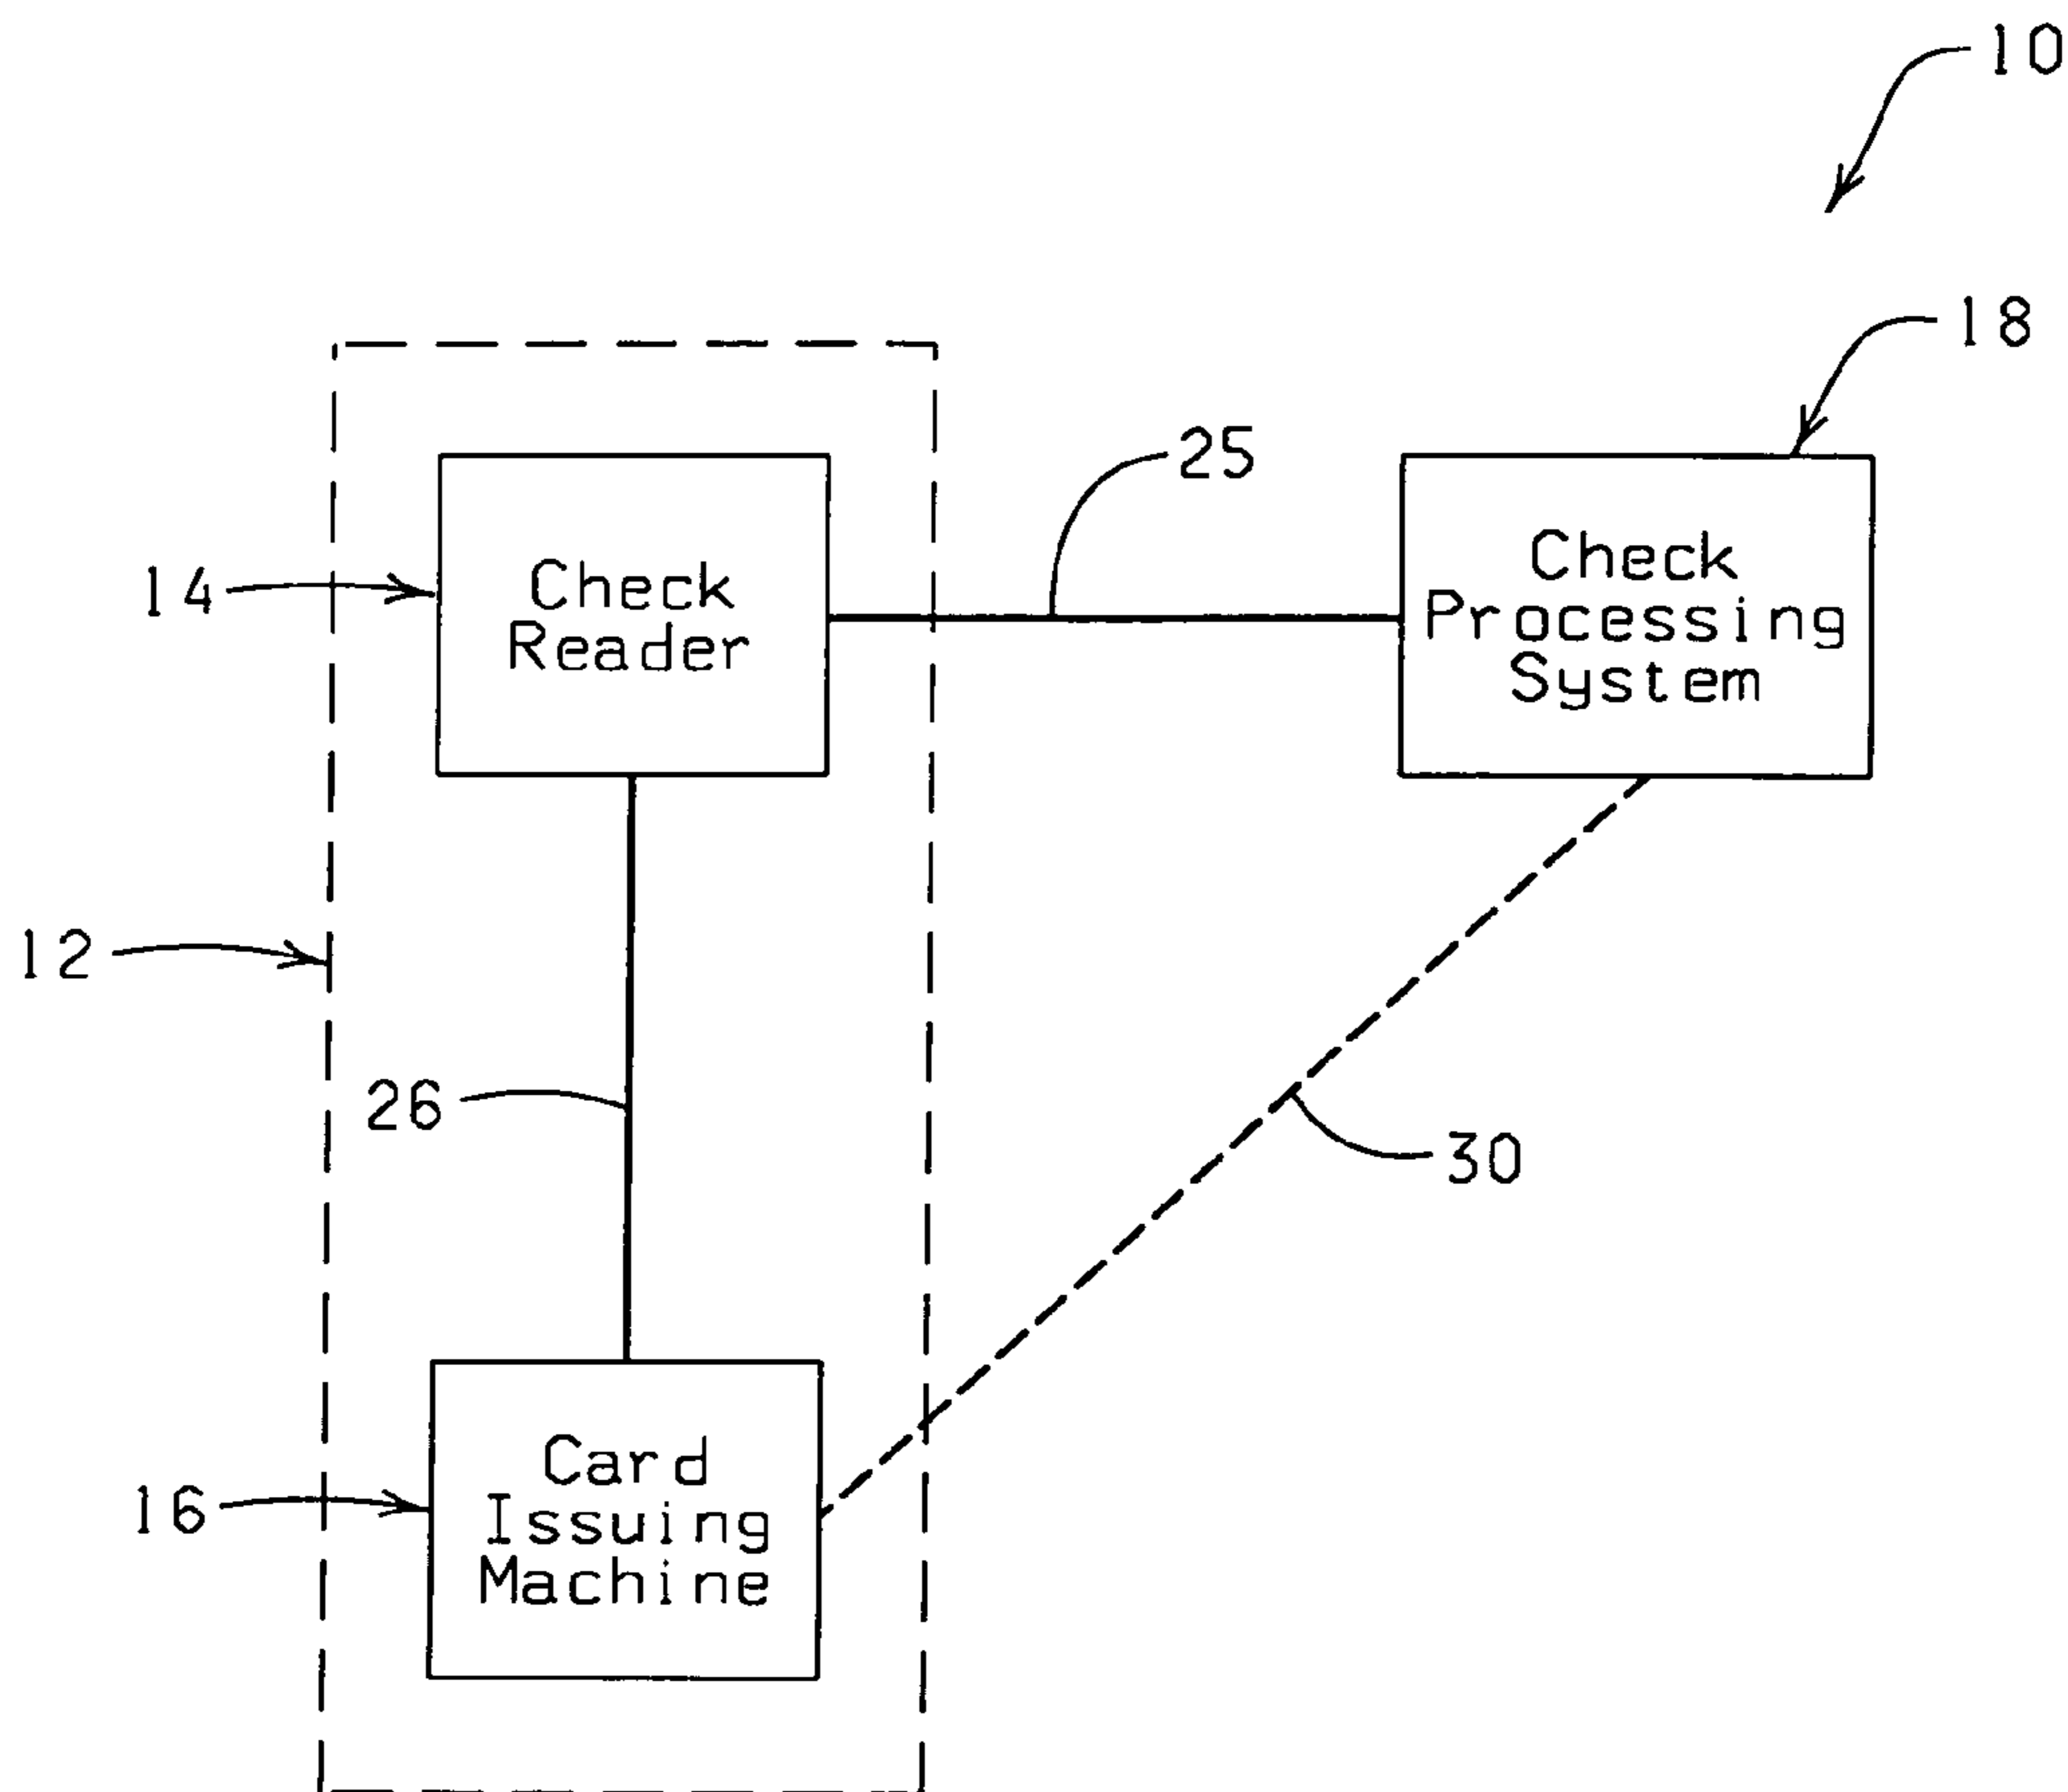 10
18
25
14
Check
Reader
Check
Processing
System
12
26
30
16
Card
Issuing
Machine